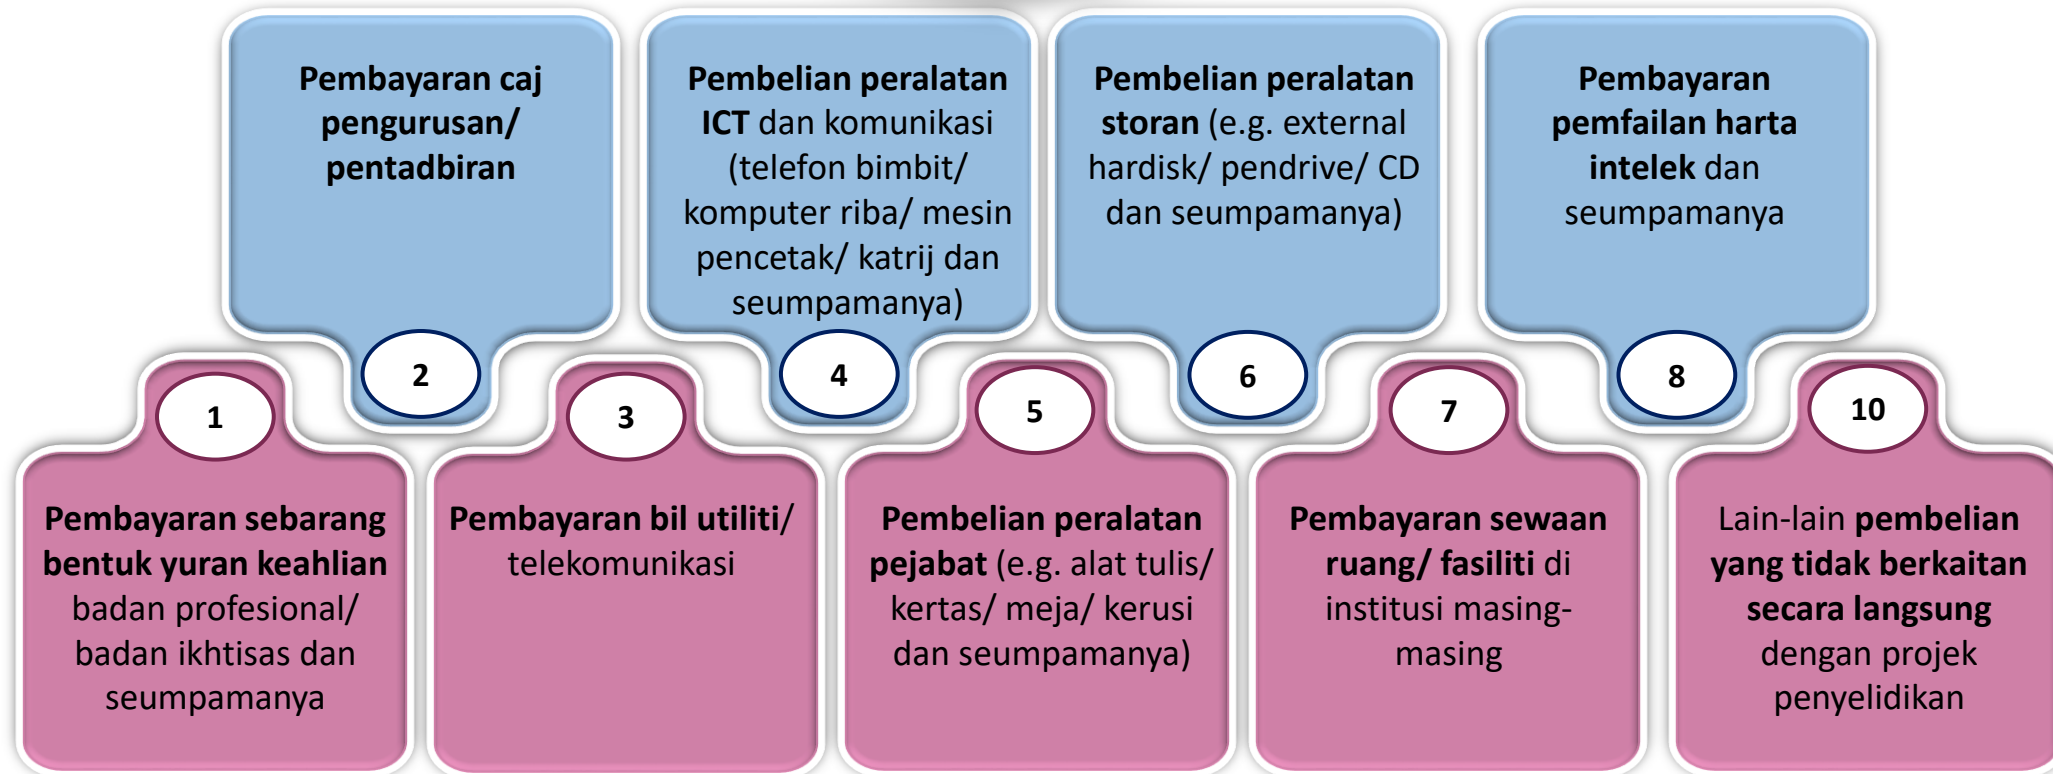 1
Pembayaran sebarang
bentuk yuran keahlian
badan profesional/
badan ikhtisas dan
seumpamanya
2
Pembayaran caj
pengurusan/
pentadbiran
3
Pembayaran bil utiliti/
telekomunikasi
4
Pembelian peralatan
ICT dan komunikasi
(telefon bimbit/
komputer riba/ mesin
pencetak/ katrij dan
seumpamanya)
5
Pembelian peralatan
pejabat (e.g. alat tulis/
kertas/ meja/ kerusi
dan seumpamanya)
6
Pembelian peralatan
storan (e.g. external
hardisk/ pendrive/ CD
dan seumpamanya)
7
Pembayaran sewaan
ruang/ fasiliti di
institusi masing-
masing
8
Pembayaran
pemfailan harta
intelek dan
seumpamanya
10
Lain-lain pembelian
yang tidak berkaitan
secara langsung
dengan projek
penyelidikan